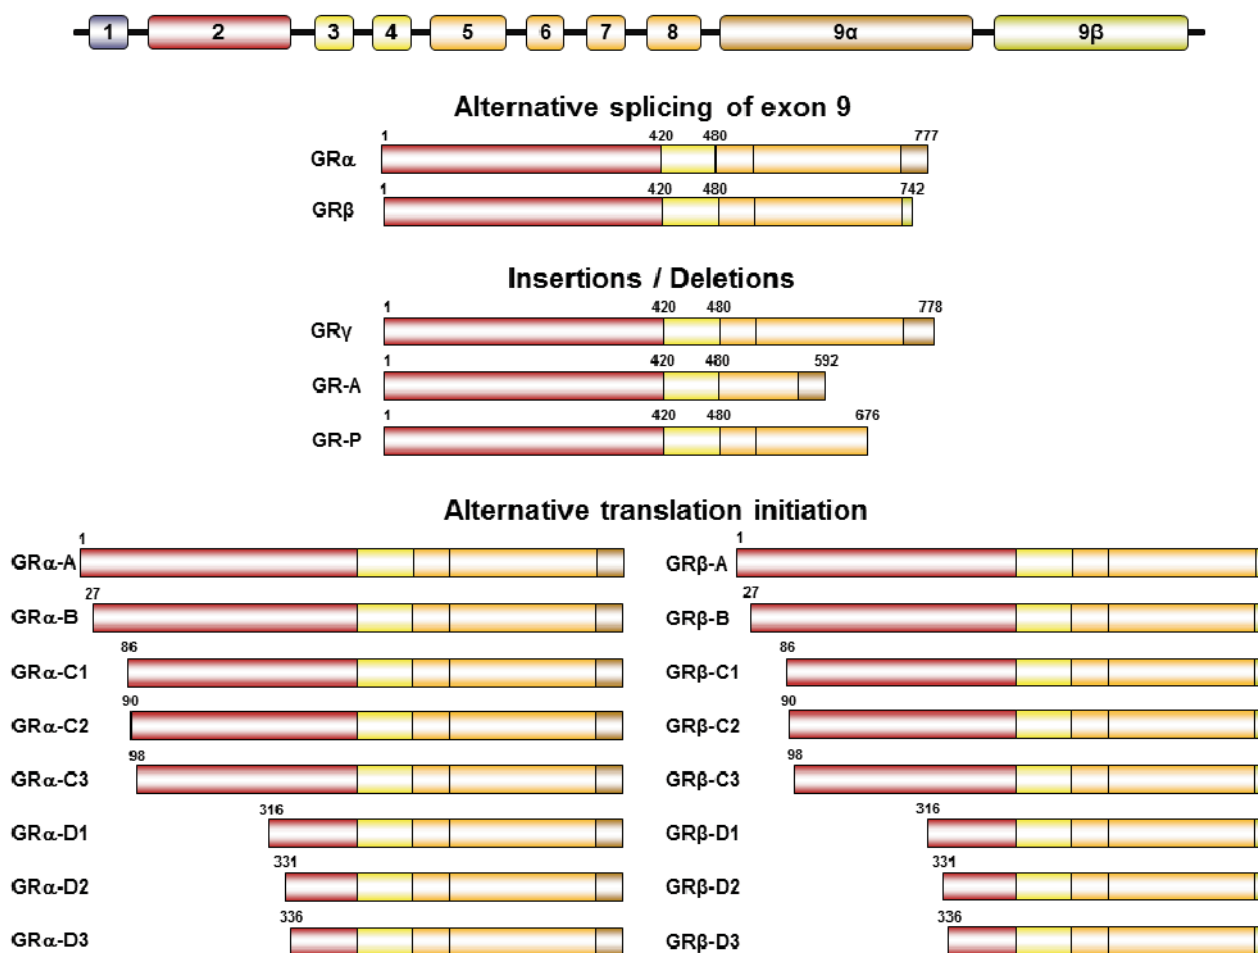 1 2 3 4 5 6 7 8 9α 9β
Alternative splicing of exon 9
1 420 480 777
GRα
1 420 480 742
GRβ
Insertions / Deletions
1 420 480 778
GRγ
1 420 480 592
GR-A
1 420 480 676
GR-P
Alternative translation initiation
1
GRα-A
27
GRα-B
86
GRα-C1
90
GRα-C2
98
GRα-C3
316
GRα-D1
331
GRα-D2
336
GRα-D3
1
GRβ-A
27
GRβ-B
86
GRβ-C1
90
GRβ-C2
98
GRβ-C3
316
GRβ-D1
331
GRβ-D2
336
GRβ-D3